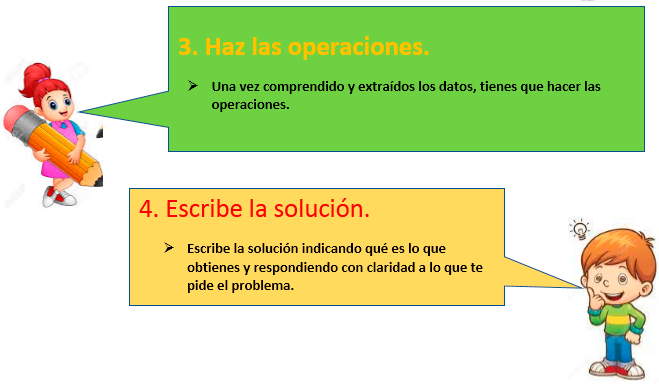 3. Haz las operaciones.
➢ Una vez comprendido y extraídos los datos, tienes que hacer las
operaciones.
4. Escribe la solución.
➢ Escribe la solución indicando qué es lo que
obtienes y respondiendo con claridad a lo que te
pide el problema.